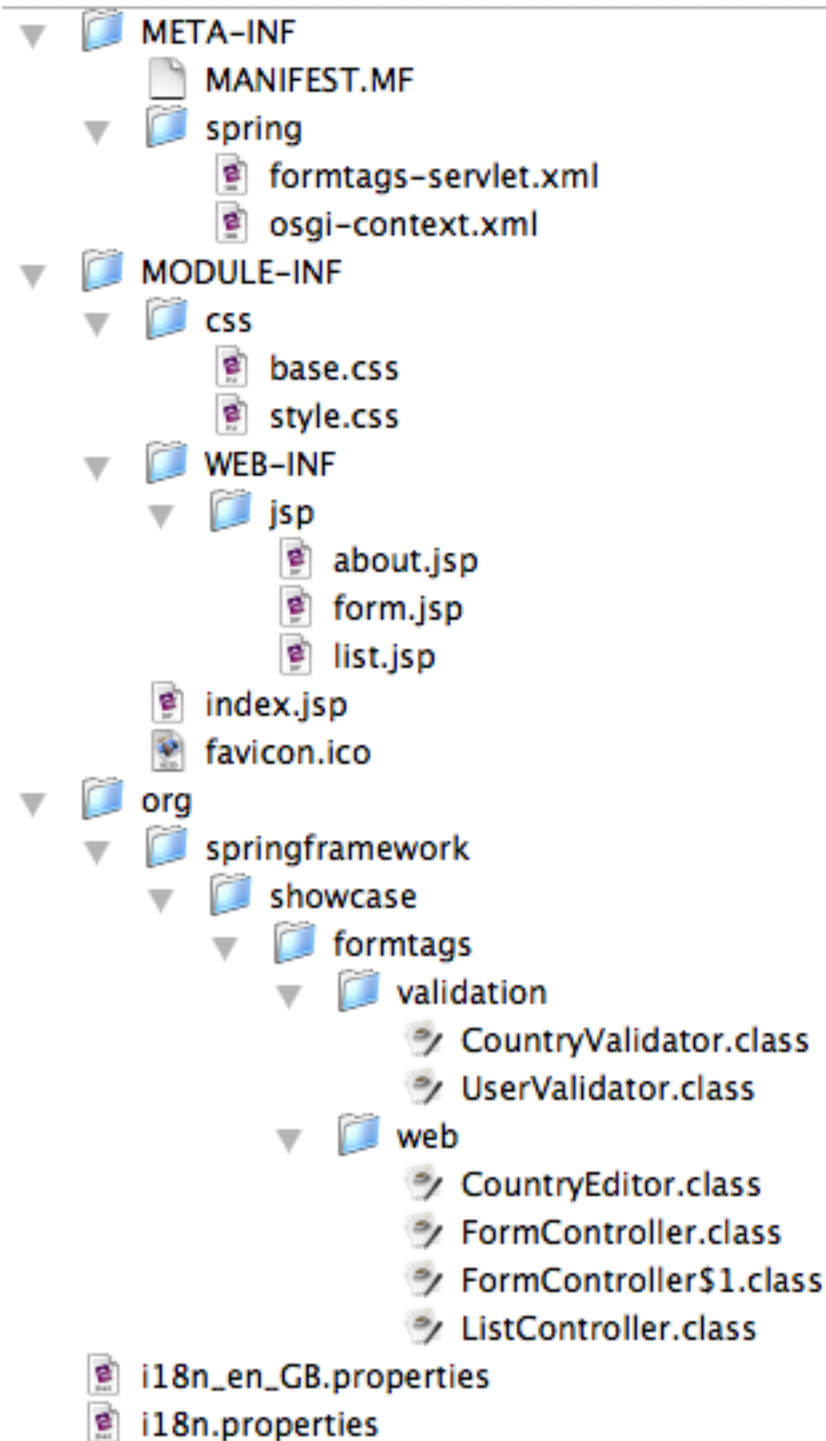 META-INF
MANIFEST.MF
spring
formtags-servlet.xml
osgi-context.xml
MODULE-INF
css
base.css
style.css
WEB-INF
jsp
about.jsp
form.jsp
list.jsp
index.jsp
favicon.ico
org
springframework
showcase
formtags
validation
CountryValidator.class
UserValidator.class
web
CountryEditor.class
FormController.class
FormController$1.class
ListController.class
i18n_en_GB.properties
i18n.properties